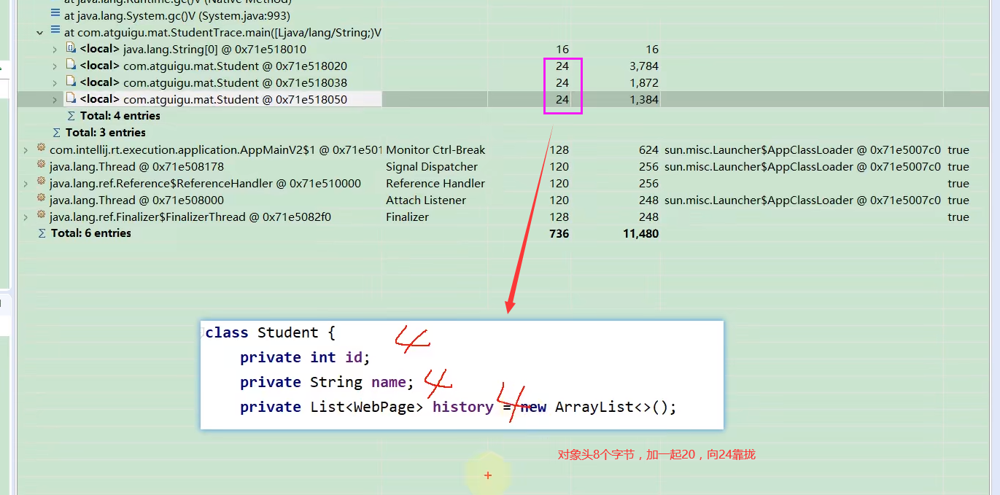 at java.lang.Runtime.gc()V (Native Method)
at java.lang.System.gc()V (System.java:993)
at com.atguigu.mat.StudentTrace.main([Ljava/lang/String;)V
<local> java.lang.String[0] @ 0x71e518010 16 16
<local> com.atguigu.mat.Student @ 0x71e518020 24 3,784
<local> com.atguigu.mat.Student @ 0x71e518038 24 1,872
<local> com.atguigu.mat.Student @ 0x71e518050 24 1,384
∑ Total: 4 entries
∑ Total: 3 entries
com.intellij.rt.execution.application.AppMainV2$1 @ 0x71e501 Monitor Ctrl-Break 128 624 sun.misc.Launcher$AppClassLoader @ 0x71e5007c0 true
java.lang.Thread @ 0x71e508178 Signal Dispatcher 120 256 sun.misc.Launcher$AppClassLoader @ 0x71e5007c0 true
java.lang.ref.Reference$ReferenceHandler @ 0x71e510000 Reference Handler 120 256 true
java.lang.Thread @ 0x71e508000 Attach Listener 120 248 sun.misc.Launcher$AppClassLoader @ 0x71e5007c0 true
java.lang.ref.Finalizer$FinalizerThread @ 0x71e5082f0 Finalizer 128 248 true
∑ Total: 6 entries 736 11,480
class Student { 4
private int id;
private String name; 4
private List<WebPage> history = new ArrayList<>(); 4
对象头8个字节，加一起20，向24靠拢